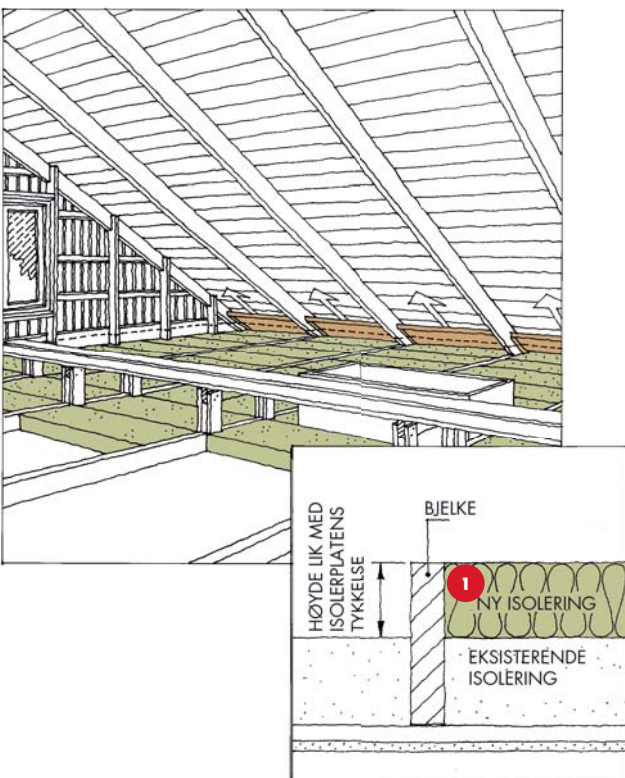 HØYDE LIK MED
ISOLERPLATENS
TYKKELSE
BJELKE
1
NY ISOLERING
EKSISTERENDE
ISOLERING